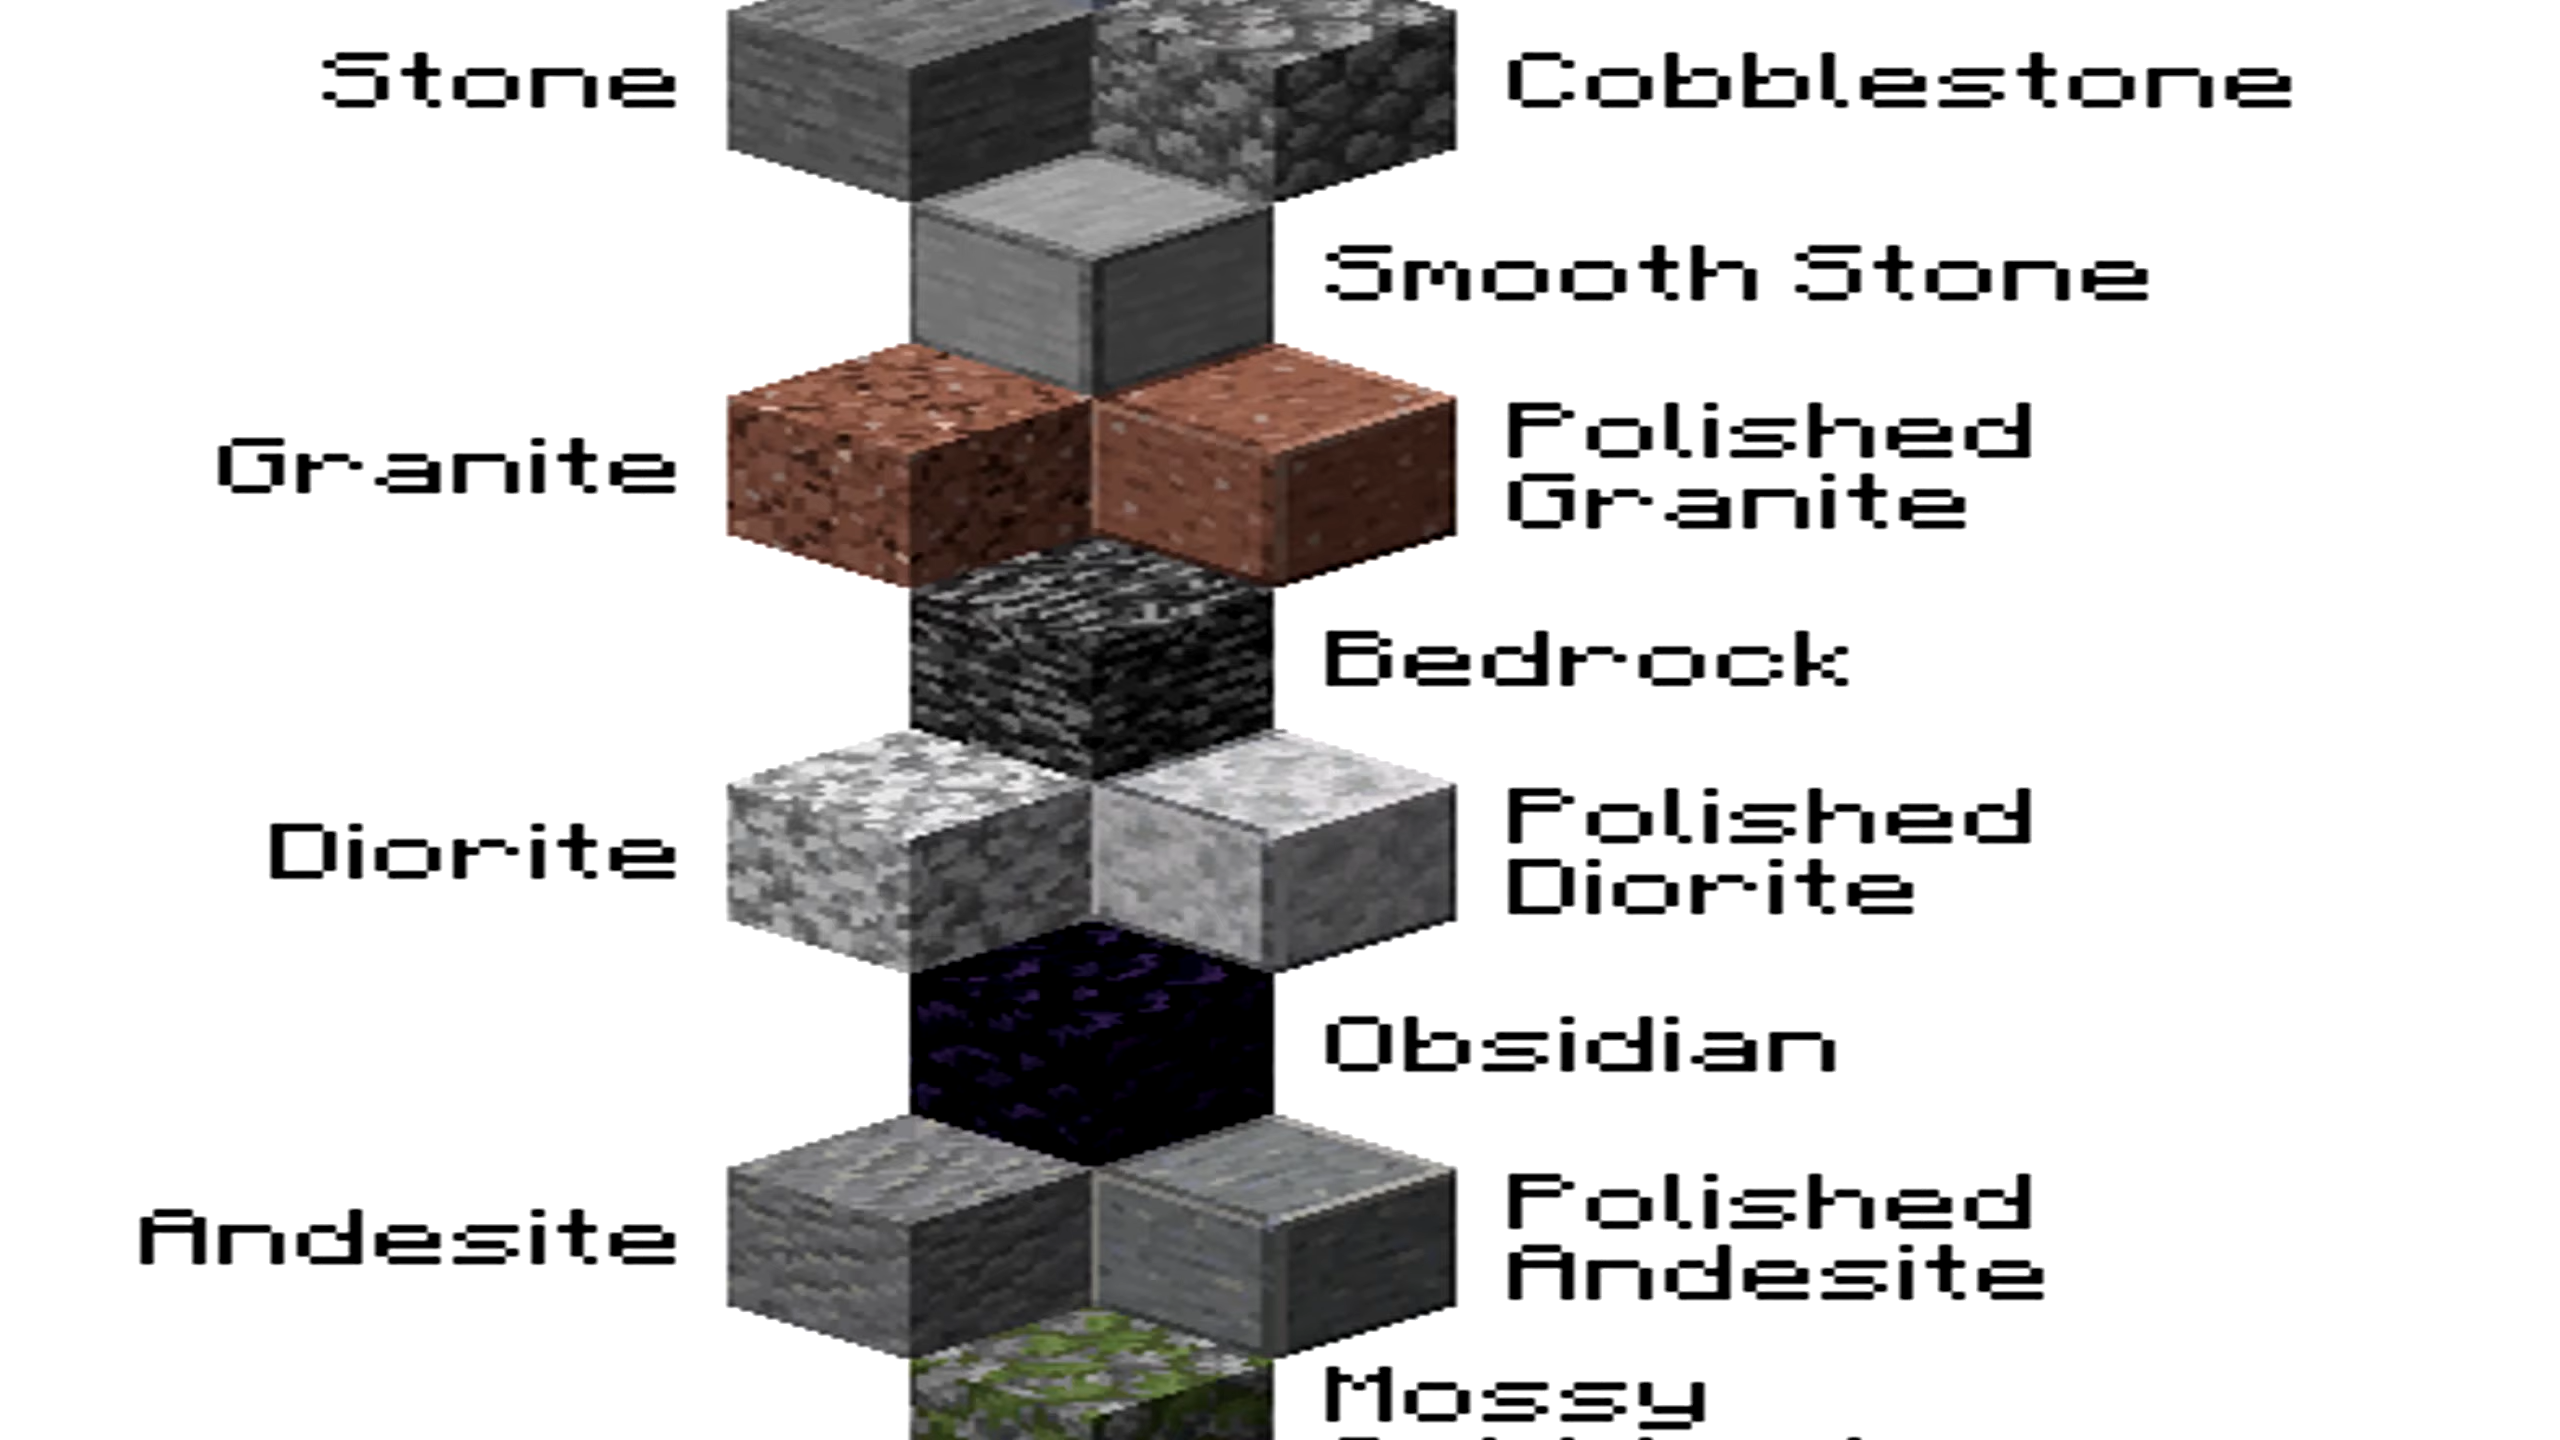 Stone
Cobblestone
Smooth Stone
Granite
Polished
Granite
Bedrock
Diorite
Polished
Diorite
Obsidian
Andesite
Polished
Andesite
Mossy